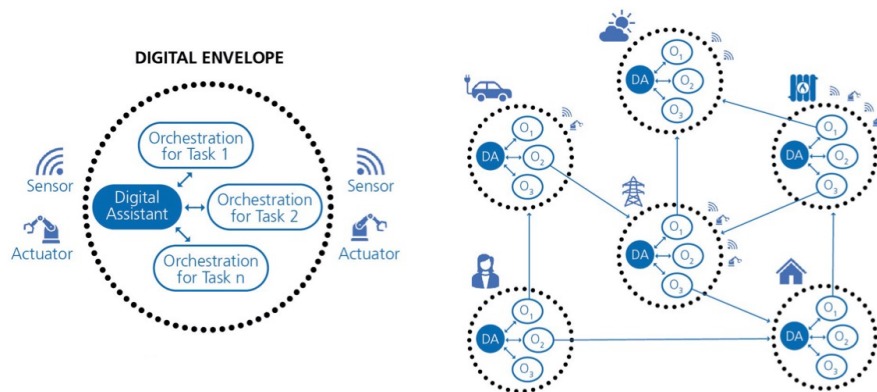 DIGITAL ENVELOPE
Sensor
Actuator
Orchestration
for Task 1
Digital
Assistant
Orchestration
for Task 2
Orchestration
for Task n
Sensor
Actuator
DA
O₁
O₂
O₃
DA
O₁
O₂
O₃
DA
O₁
O₂
O₃
DA
O₁
O₂
O₃
DA
O₁
O₂
O₃
DA
O₁
O₂
O₃